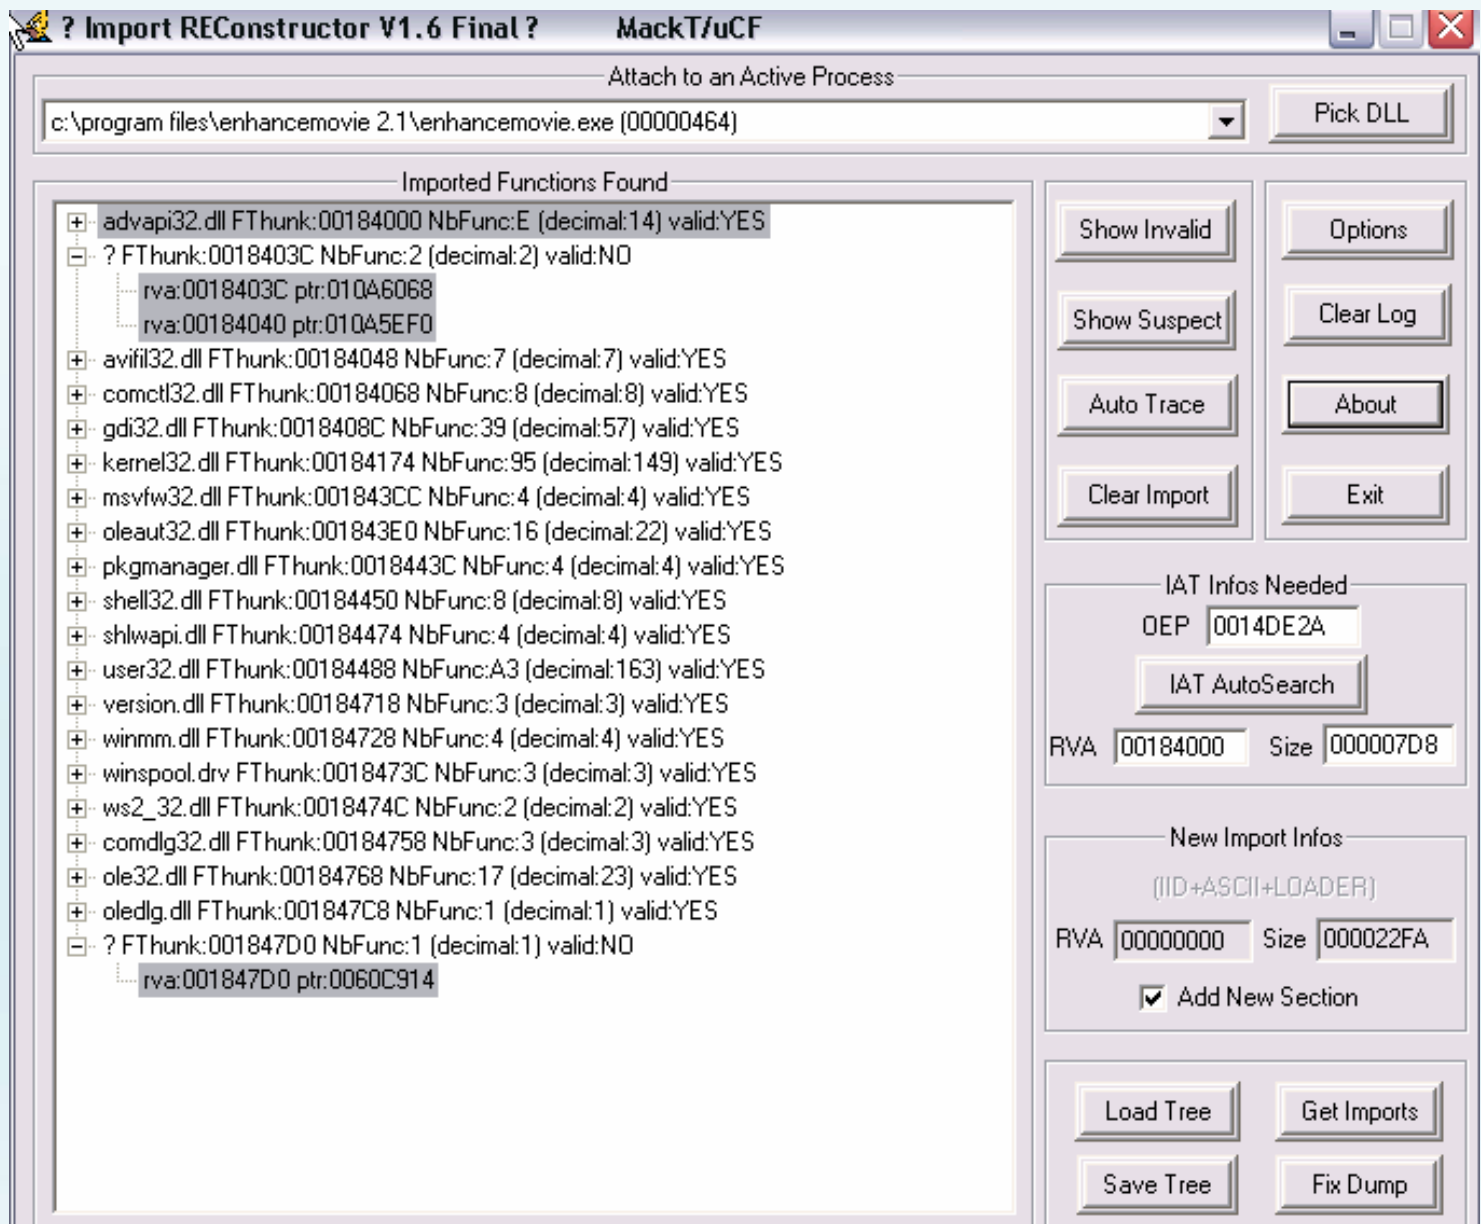 ? Import REConstructor V1.6 Final ? MackT/uCF
Attach to an Active Process
c:\program files\enhancemovie 2.1\enhancemovie.exe (00000464)
Pick DLL
Imported Functions Found
advapi32.dll FThunk:00184000 NbFunc:E (decimal:14) valid:YES
? FThunk:0018403C NbFunc:2 (decimal:2) valid:NO
rva:0018403C ptr:010A6068
rva:00184040 ptr:010A5EF0
avifil32.dll FThunk:00184048 NbFunc:7 (decimal:7) valid:YES
comctl32.dll FThunk:00184068 NbFunc:8 (decimal:8) valid:YES
gdi32.dll FThunk:0018408C NbFunc:39 (decimal:57) valid:YES
kernel32.dll FThunk:00184174 NbFunc:95 (decimal:149) valid:YES
msvfw32.dll FThunk:001843CC NbFunc:4 (decimal:4) valid:YES
oleaut32.dll FThunk:001843E0 NbFunc:16 (decimal:22) valid:YES
pkgmanager.dll FThunk:0018443C NbFunc:4 (decimal:4) valid:YES
shell32.dll FThunk:00184450 NbFunc:8 (decimal:8) valid:YES
shlwapi.dll FThunk:00184474 NbFunc:4 (decimal:4) valid:YES
user32.dll FThunk:00184488 NbFunc:A3 (decimal:163) valid:YES
version.dll FThunk:00184718 NbFunc:3 (decimal:3) valid:YES
winmm.dll FThunk:00184728 NbFunc:4 (decimal:4) valid:YES
winspool.drv FThunk:0018473C NbFunc:3 (decimal:3) valid:YES
ws2_32.dll FThunk:0018474C NbFunc:2 (decimal:2) valid:YES
comdlg32.dll FThunk:00184758 NbFunc:3 (decimal:3) valid:YES
ole32.dll FThunk:00184768 NbFunc:17 (decimal:23) valid:YES
oledlg.dll FThunk:001847C8 NbFunc:1 (decimal:1) valid:YES
? FThunk:001847D0 NbFunc:1 (decimal:1) valid:NO
rva:001847D0 ptr:0060C914
Show Invalid
Options
Show Suspect
Clear Log
Auto Trace
About
Clear Import
Exit
IAT Infos Needed
OEP 0014DE2A
IAT AutoSearch
RVA 00184000 Size 000007D8
New Import Infos
(IID+ASCII+LOADER)
RVA 00000000 Size 000022FA
Add New Section
Load Tree
Get Imports
Save Tree
Fix Dump